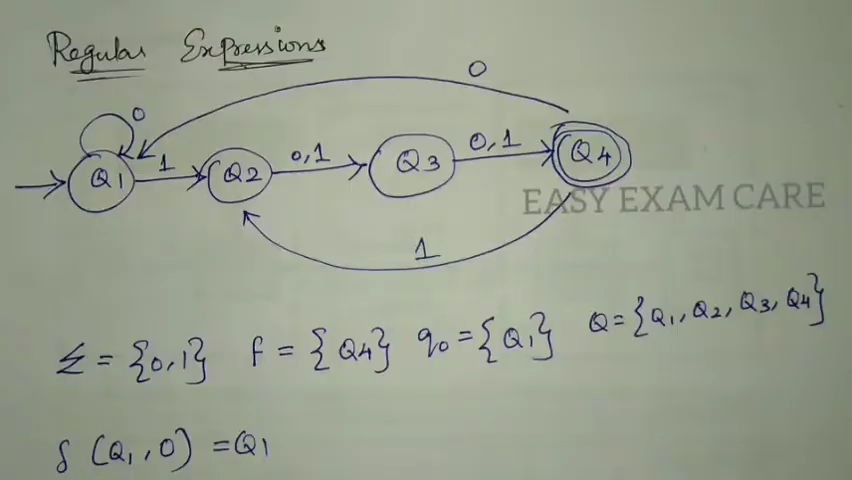 Regular Expressions
0
0
Q1 1 Q2 0,1 Q3 0,1 Q4
EASY EXAM CARE
1
Σ = {0,1} F = {Q4} q0 = {Q1} Q = {Q1, Q2, Q3, Q4}
δ (Q1, 0) = Q1